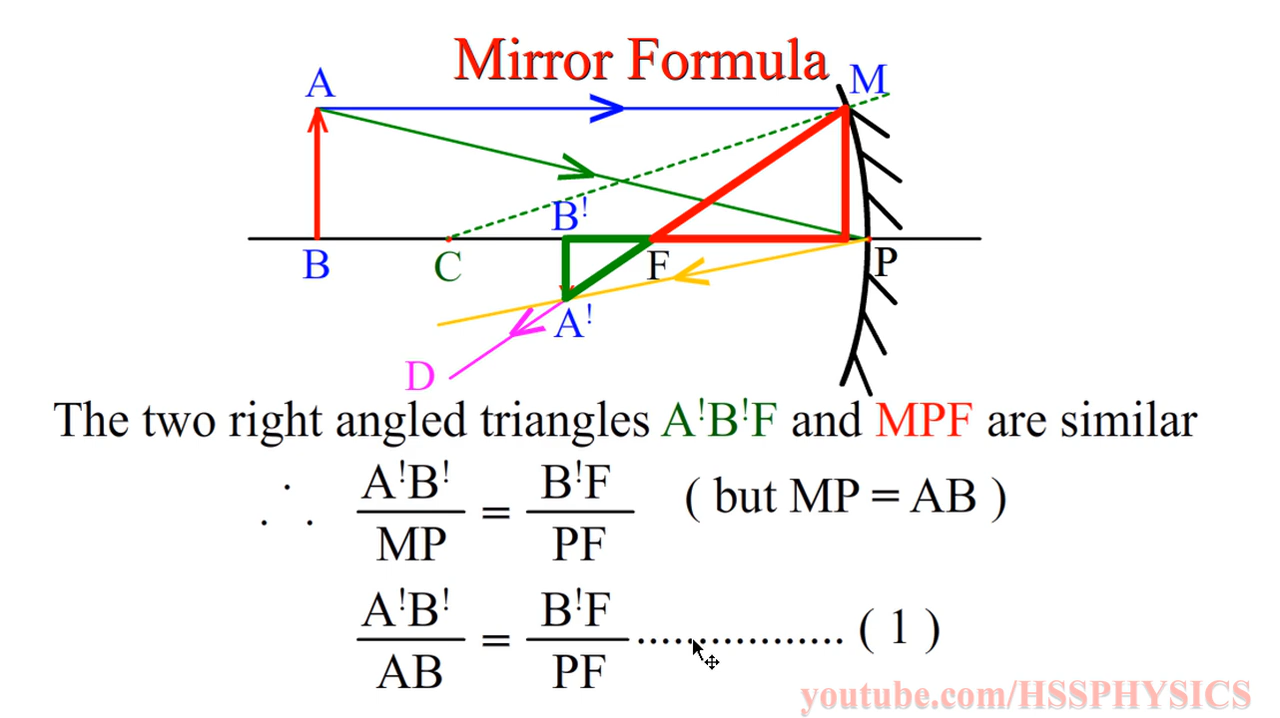 Mirror Formula
A
M
B!
B
C
F
P
A!
D
The two right angled triangles A!B!F and MPF are similar
∴ A!B! / MP = B!F / PF ( but MP = AB )
A!B! / AB = B!F / PF ................. ( 1 )
youtube.com/HSSPHYSICS